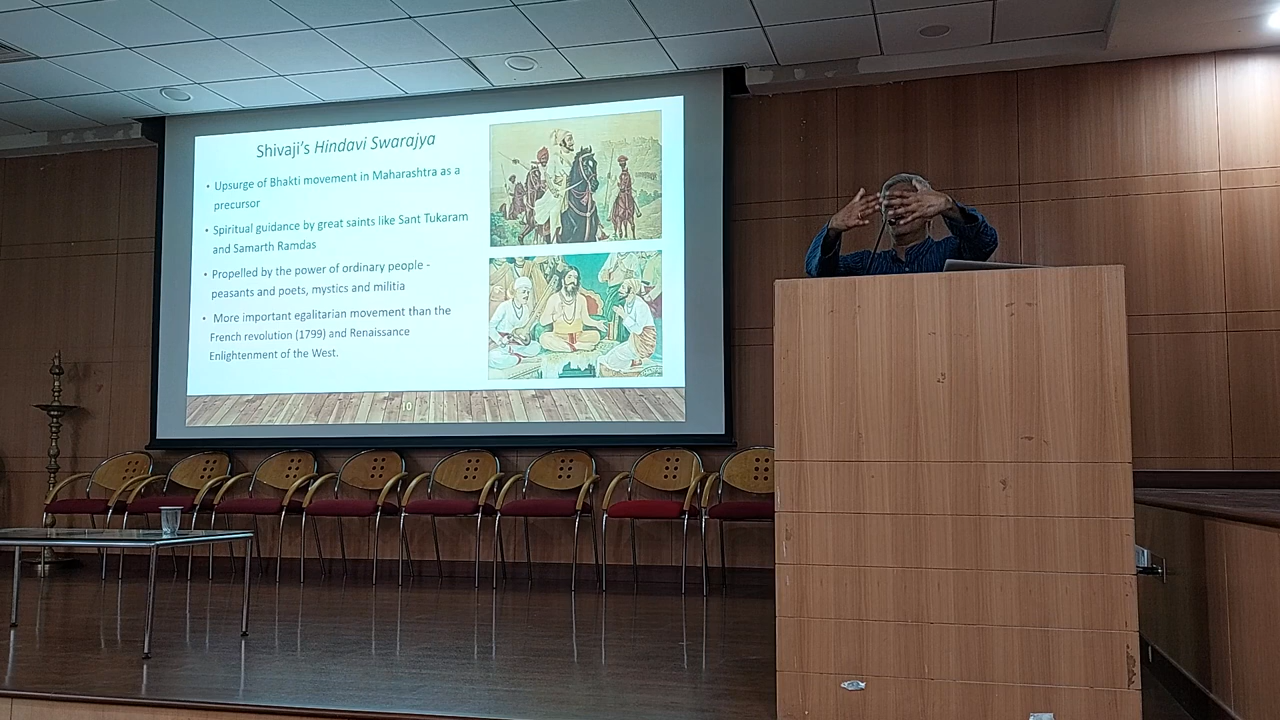 Shivaji's Hindavi Swarajya
• Upsurge of Bhakti movement in Maharashtra as a
precursor
• Spiritual guidance by great saints like Sant Tukaram
and Samarth Ramdas
• Propelled by the power of ordinary people -
peasants and poets, mystics and militia
• More important egalitarian movement than the
French revolution (1799) and Renaissance
Enlightenment of the West.
10